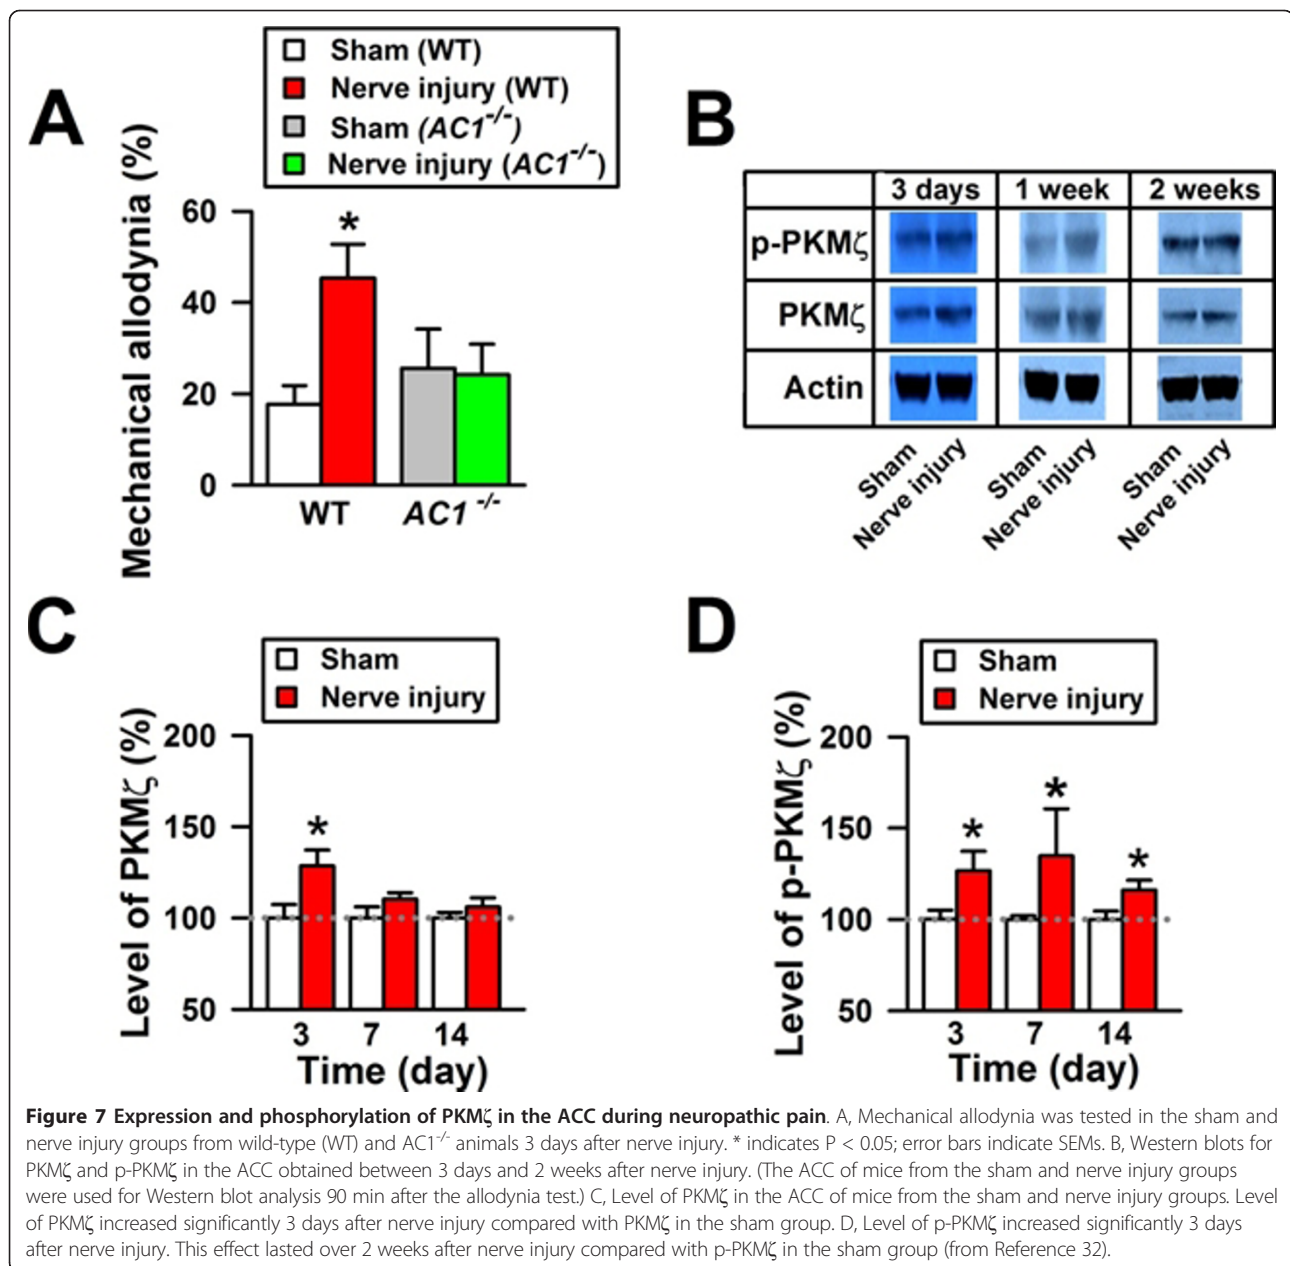 A
Sham (WT)
Nerve injury (WT)
Sham (AC1-/-)
Nerve injury (AC1-/-)
Mechanical allodynia (%)
60
40
20
0
*
WT
AC1 -/-
B
3 days 1 week 2 weeks
p-PKMζ
PKMζ
Actin
Sham
Nerve injury
Sham
Nerve injury
Sham
Nerve injury
C
Sham
Nerve injury
Level of PKMζ (%)
200
150
100
50
*
3 7 14
Time (day)
D
Sham
Nerve injury
Level of p-PKMζ (%)
200
150
100
50
* * *
3 7 14
Time (day)
Figure 7 Expression and phosphorylation of PKMζ in the ACC during neuropathic pain. A, Mechanical allodynia was tested in the sham and
nerve injury groups from wild-type (WT) and AC1-/- animals 3 days after nerve injury. * indicates P < 0.05; error bars indicate SEMs. B, Western blots for
PKMζ and p-PKMζ in the ACC obtained between 3 days and 2 weeks after nerve injury. (The ACC of mice from the sham and nerve injury groups
were used for Western blot analysis 90 min after the allodynia test.) C, Level of PKMζ in the ACC of mice from the sham and nerve injury groups. Level
of PKMζ increased significantly 3 days after nerve injury compared with PKMζ in the sham group. D, Level of p-PKMζ increased significantly 3 days
after nerve injury. This effect lasted over 2 weeks after nerve injury compared with p-PKMζ in the sham group (from Reference 32).